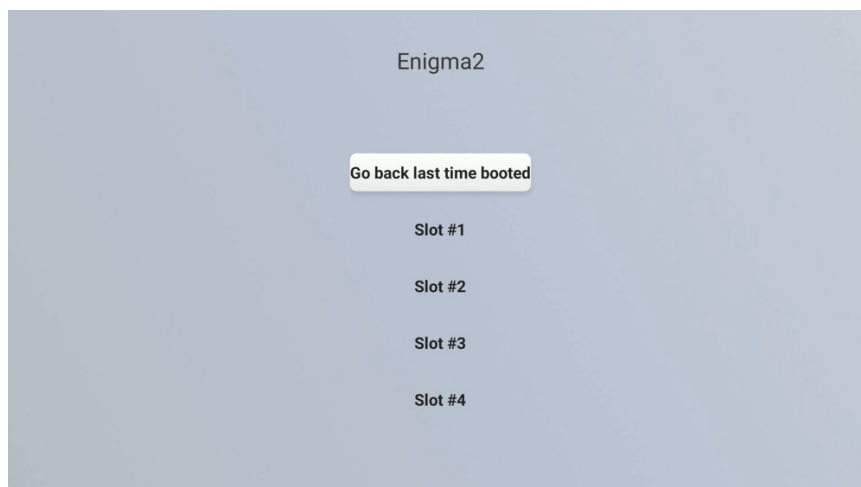 Enigma2
Go back last time booted
Slot #1
Slot #2
Slot #3
Slot #4